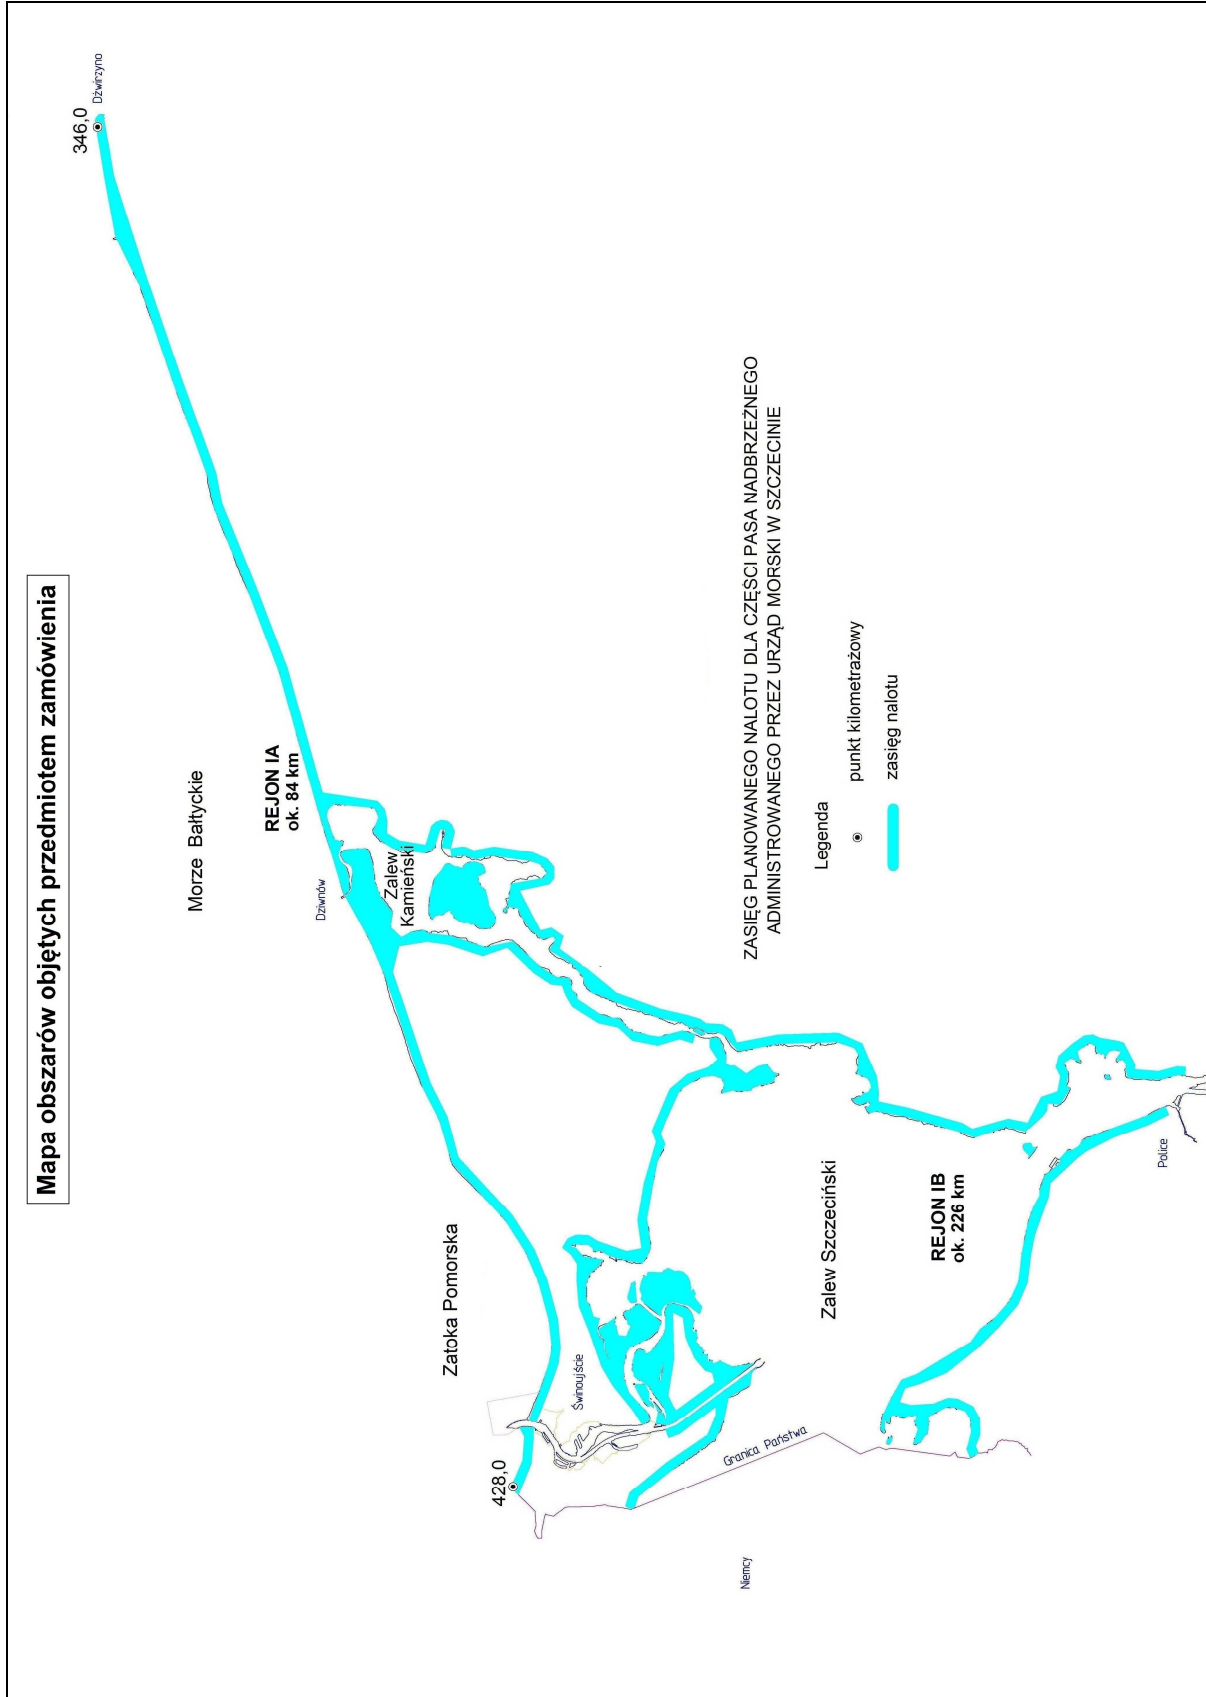 Mapa obszarów objętych przedmiotem zamówienia
346,0
Dźwirzyno
Morze Bałtyckie
REJON IA
ok. 84 km
Dziwnów
Zalew
Kamieński
Zatoka Pomorska
428,0
Świnoujście
Zalew Szczeciński
REJON IB
ok. 226 km
Granica Państwa
Niemcy
Police
ZASIĘG PLANOWANEGO NALOTU DLA CZĘŚCI PASA NADBRZEŻNEGO
ADMINISTROWANEGO PRZEZ URZĄD MORSKI W SZCZECINIE
Legenda
punkt kilometrażowy
zasięg nalotu